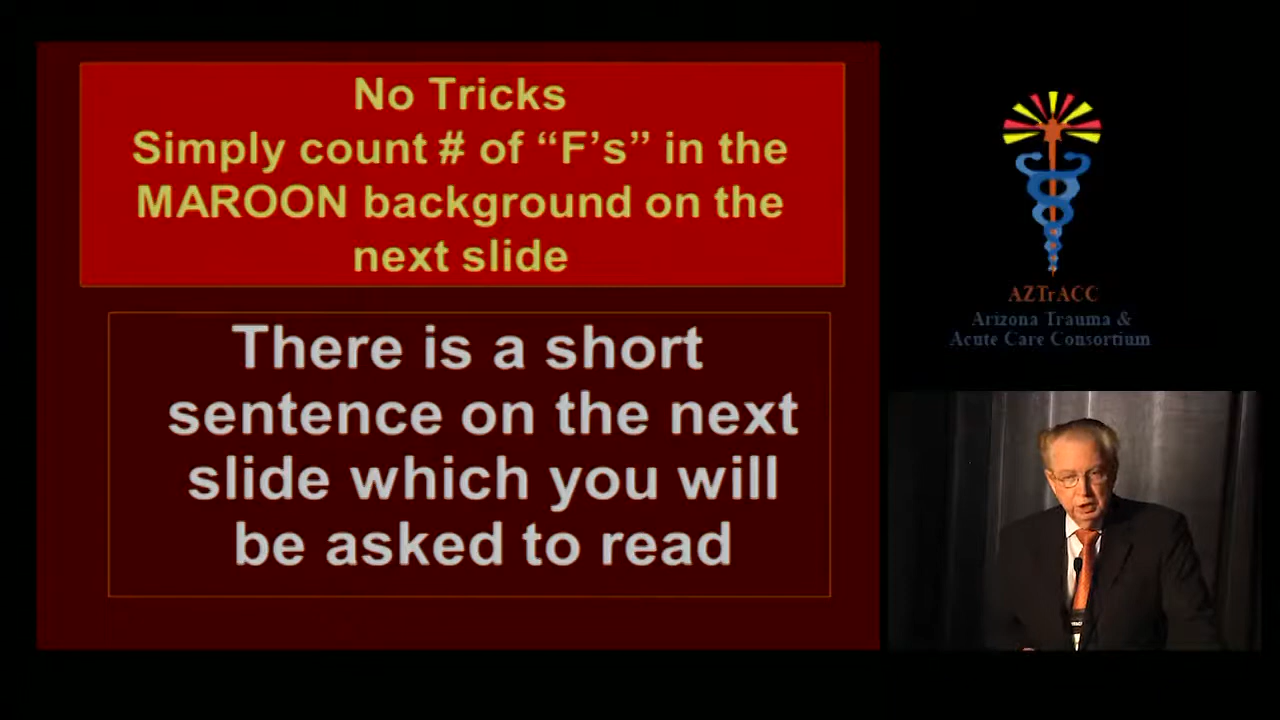 No Tricks
Simply count # of “F’s” in the
MAROON background on the
next slide
There is a short
sentence on the next
slide which you will
be asked to read
AZTrACC
Arizona Trauma &
Acute Care Consortium